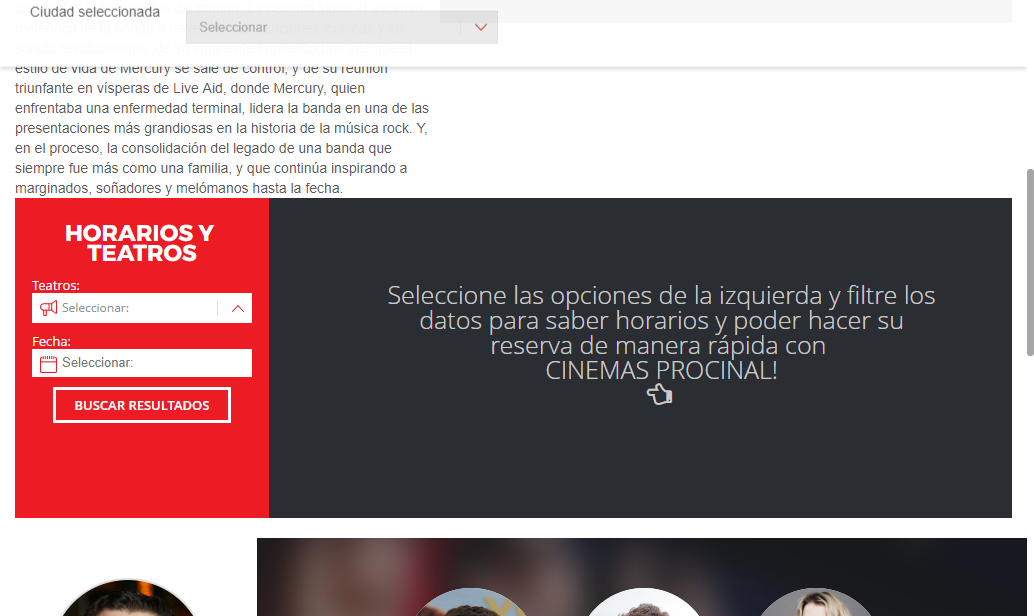 Ciudad seleccionada
Seleccionar
estilo de vida de Mercury se sale de control, y de su reunión
triunfante en vísperas de Live Aid, donde Mercury, quien
enfrentaba una enfermedad terminal, lidera la banda en una de las
presentaciones más grandiosas en la historia de la música rock. Y,
en el proceso, la consolidación del legado de una banda que
siempre fue más como una familia, y que continúa inspirando a
marginados, soñadores y melómanos hasta la fecha.
HORARIOS Y
TEATROS
Teatros:
Seleccionar:
Fecha:
Seleccionar:
BUSCAR RESULTADOS
Seleccione las opciones de la izquierda y filtre los
datos para saber horarios y poder hacer su
reserva de manera rápida con
CINEMAS PROCINAL!